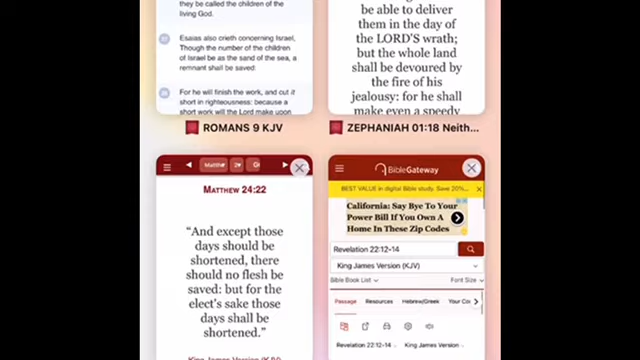 they be called the children of the
living God.
27
Esaias also crieth concerning Israel,
Though the number of the children
of Israel be as the sand of the sea, a
remnant shall be saved:
28
For he will finish the work, and cut it
short in righteousness: because a
short work will the Lord make upon
ROMANS 9 KJV
be able to deliver
them in the day of
the LORD'S wrath;
but the whole land
shall be devoured by
the fire of his
jealousy: for he shall
make even a speedy
ZEPHANIAH 01:18 Neith...
MATTHEW 24:22
“And except those
days should be
shortened, there
should no flesh be
saved: but for the
elect's sake those
days shall be
shortened.”
King James Version (KJV)
BibleGateway
BEST VALUE in digital Bible study. Save 20%...
California: Say Bye To Your
Power Bill If You Own A
Home In These Zip Codes
Revelation 22:12-14
King James Version (KJV)
Bible Book List
Font Size
Passage Resources Hebrew/Greek Your Co
Revelation 22:12-14 King James Version